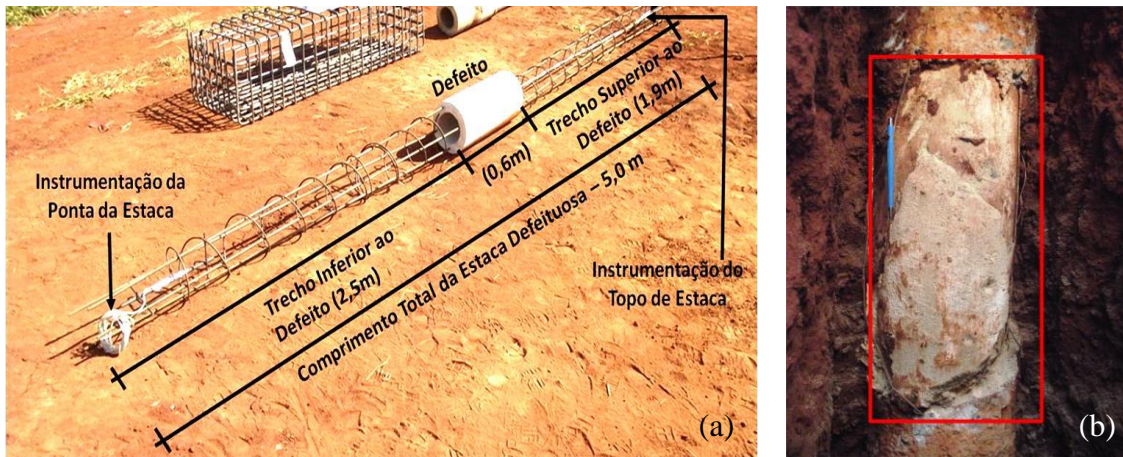 Defeito
Trecho Superior ao
Defeito (1,9m)
(0,6m)
Instrumentação da
Ponta da Estaca
Trecho Inferior ao
Defeito (2,5m)
Comprimento Total da Estaca Defeituosa – 5,0 m
Instrumentação do
Topo de Estaca
(a)
(b)